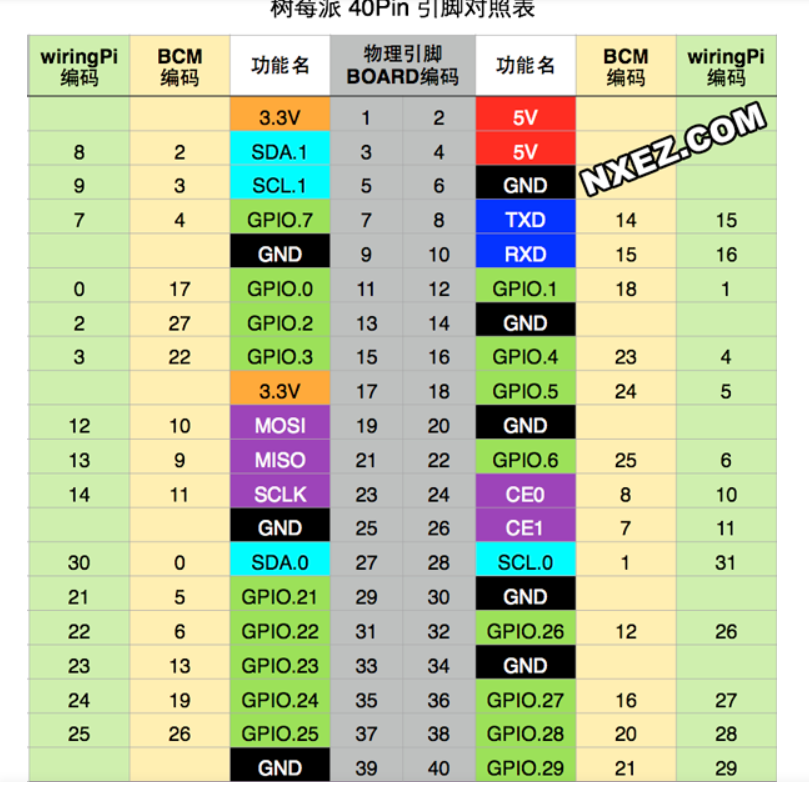 树莓派 40Pin 引脚对照表
wiringPi 编码 BCM 编码 功能名 物理引脚 BOARD编码 功能名 BCM 编码 wiringPi 编码
3.3V 1 2 5V
8 2 SDA.1 3 4 5V
9 3 SCL.1 5 6 GND
NXEZ.COM
7 4 GPIO.7 7 8 TXD 14 15
GND 9 10 RXD 15 16
0 17 GPIO.0 11 12 GPIO.1 18 1
2 27 GPIO.2 13 14 GND
3 22 GPIO.3 15 16 GPIO.4 23 4
3.3V 17 18 GPIO.5 24 5
12 10 MOSI 19 20 GND
13 9 MISO 21 22 GPIO.6 25 6
14 11 SCLK 23 24 CE0 8 10
GND 25 26 CE1 7 11
30 0 SDA.0 27 28 SCL.0 1 31
21 5 GPIO.21 29 30 GND
22 6 GPIO.22 31 32 GPIO.26 12 26
23 13 GPIO.23 33 34 GND
24 19 GPIO.24 35 36 GPIO.27 16 27
25 26 GPIO.25 37 38 GPIO.28 20 28
GND 39 40 GPIO.29 21 29